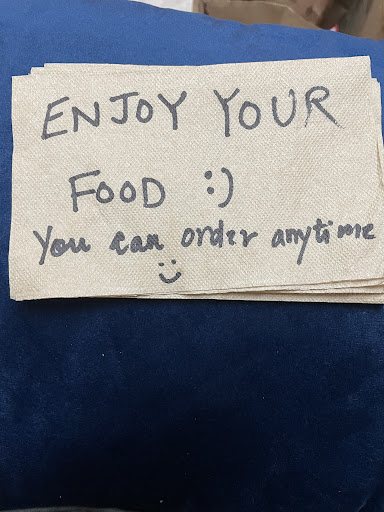 ENJOY YOUR
FOOD :)
You can order anytime
:)